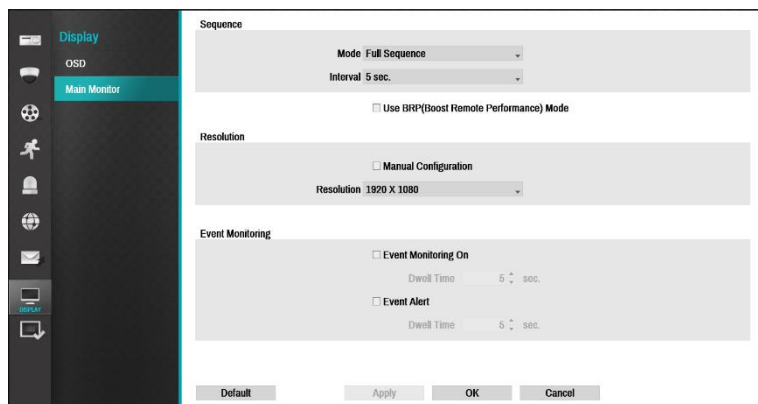 Display
OSD
Main Monitor
DISPLAY
Sequence
Mode Full Sequence
Interval 5 sec.
Use BRP(Boost Remote Performance) Mode
Resolution
Manual Configuration
Resolution 1920 X 1080
Event Monitoring
Event Monitoring On
Dwell Time 5 sec.
Event Alert
Dwell Time 5 sec.
Default Apply OK Cancel